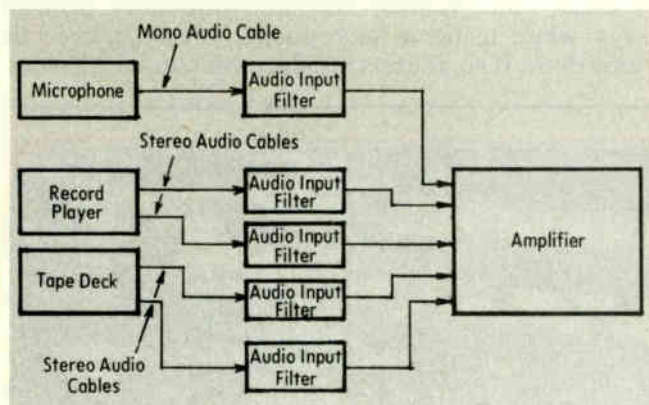 Mono Audio Cable
Microphone
Audio Input
Filter
Stereo Audio Cables
Record
Player
Audio Input
Filter
Audio Input
Filter
Amplifier
Tape Deck
Audio Input
Filter
Stereo Audio
Cables
Audio Input
Filter